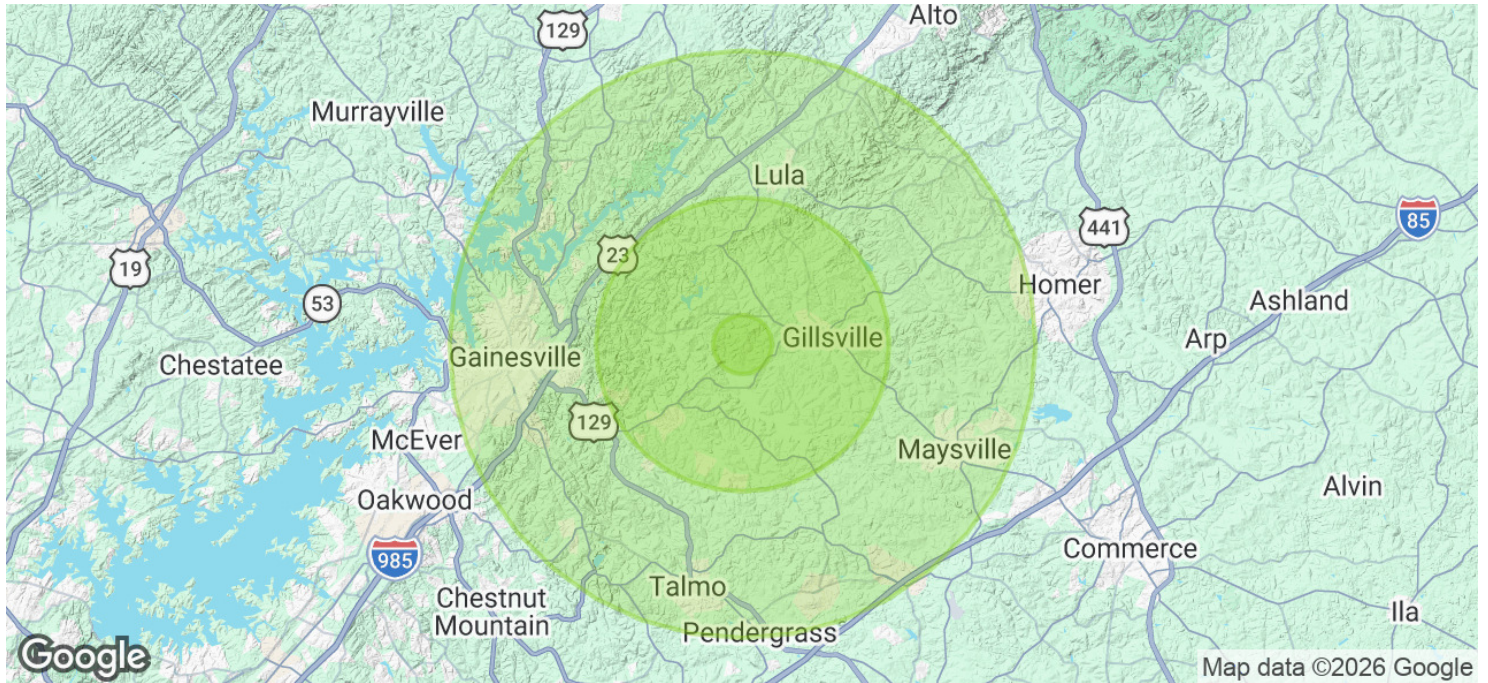 Alto
129
Murrayville
Lula
85
441
19
23
Homer
53
Ashland
Gillsville
Arp
Gainesville
Chestatee
129
McEver
Maysville
Alvin
Oakwood
Commerce
985
Talmo
Chestnut
Mountain
Ila
Pendergrass
Google
Map data ©2026 Google